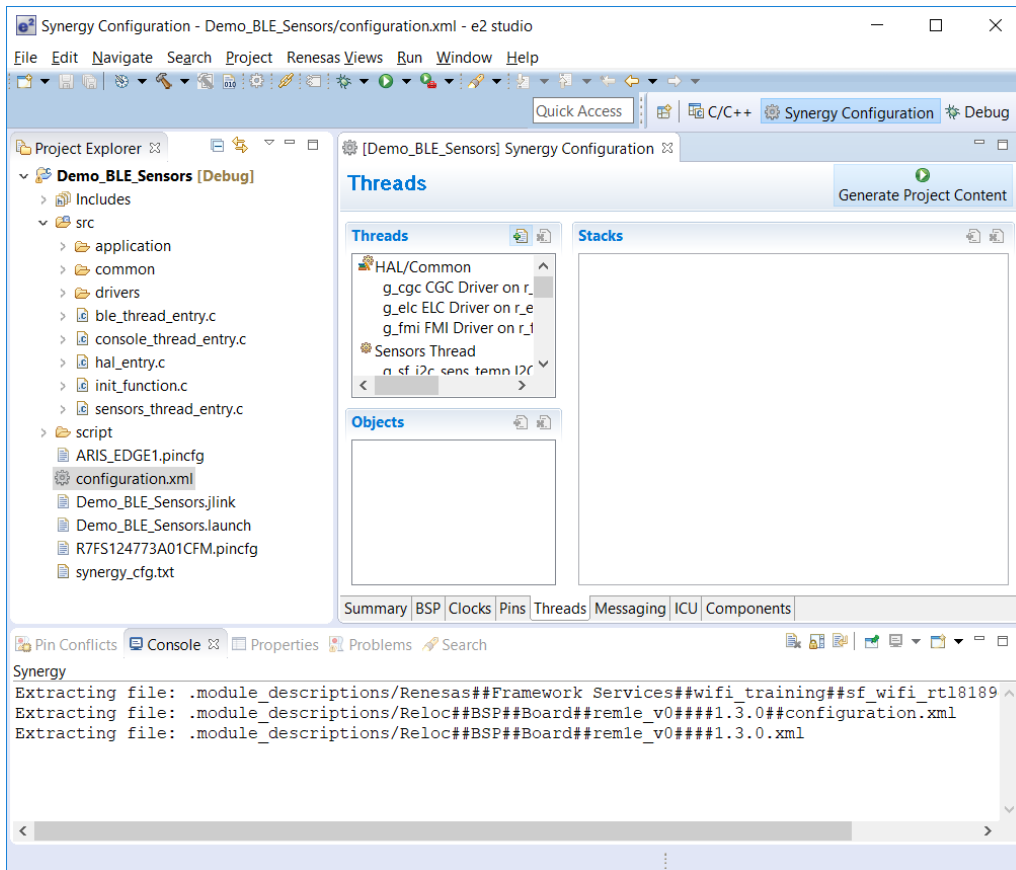 Synergy Configuration - Demo_BLE_Sensors/configuration.xml - e2 studio
File Edit Navigate Search Project Renesas Views Run Window Help
Quick Access C/C++ Synergy Configuration Debug
Project Explorer
Demo_BLE_Sensors [Debug]
Includes
src
application
common
drivers
ble_thread_entry.c
console_thread_entry.c
hal_entry.c
init_function.c
sensors_thread_entry.c
script
ARIS_EDGE1.pincfg
configuration.xml
Demo_BLE_Sensors.jlink
Demo_BLE_Sensors.launch
R7FS124773A01CFM.pincfg
synergy_cfg.txt
[Demo_BLE_Sensors] Synergy Configuration
Threads
Generate Project Content
Threads
HAL/Common
g_cgc CGC Driver on r_
g_elc ELC Driver on r_e
g_fmi FMI Driver on r_f
Sensors Thread
g_sf_i2c_sens_temp I2C
Objects
Stacks
Summary BSP Clocks Pins Threads Messaging ICU Components
Pin Conflicts Console Properties Problems Search
Synergy
Extracting file: .module_descriptions/Renesas##Framework Services##wifi_training##sf_wifi_rtl8189
Extracting file: .module_descriptions/Reloc##BSP##Board##rem1e_v0####1.3.0##configuration.xml
Extracting file: .module_descriptions/Reloc##BSP##Board##rem1e_v0####1.3.0.xml